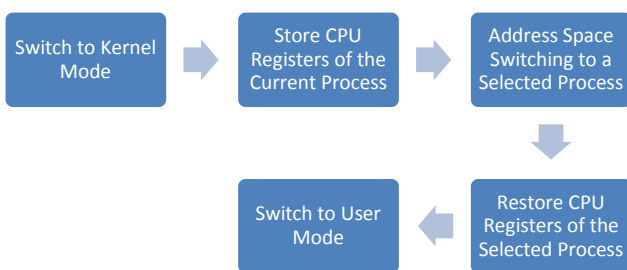 Switch to Kernel
Mode
Store CPU
Registers of the
Current Process
Address Space
Switching to a
Selected Process
Restore CPU
Registers of the
Selected Process
Switch to User
Mode